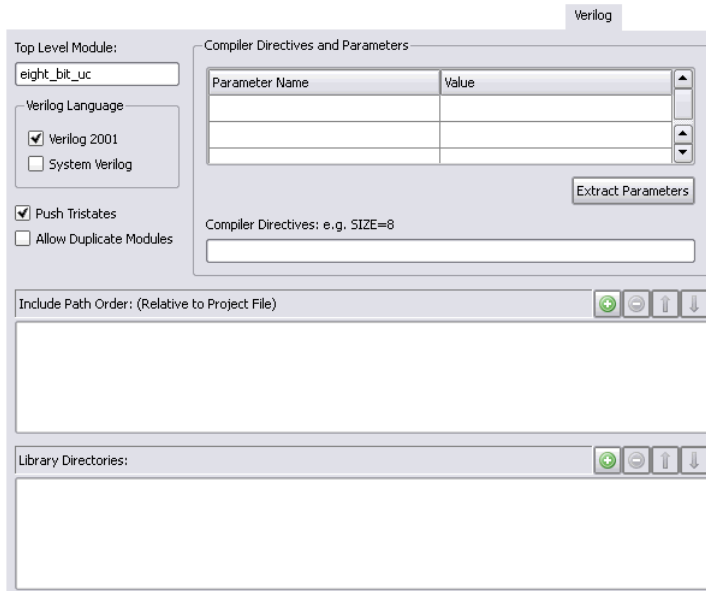 Verilog
Top Level Module:
eight_bit_uc
Verilog Language
Verilog 2001
System Verilog
Push Tristates
Allow Duplicate Modules
Compiler Directives and Parameters
Parameter Name Value
Extract Parameters
Compiler Directives: e.g. SIZE=8
Include Path Order: (Relative to Project File)
Library Directories: